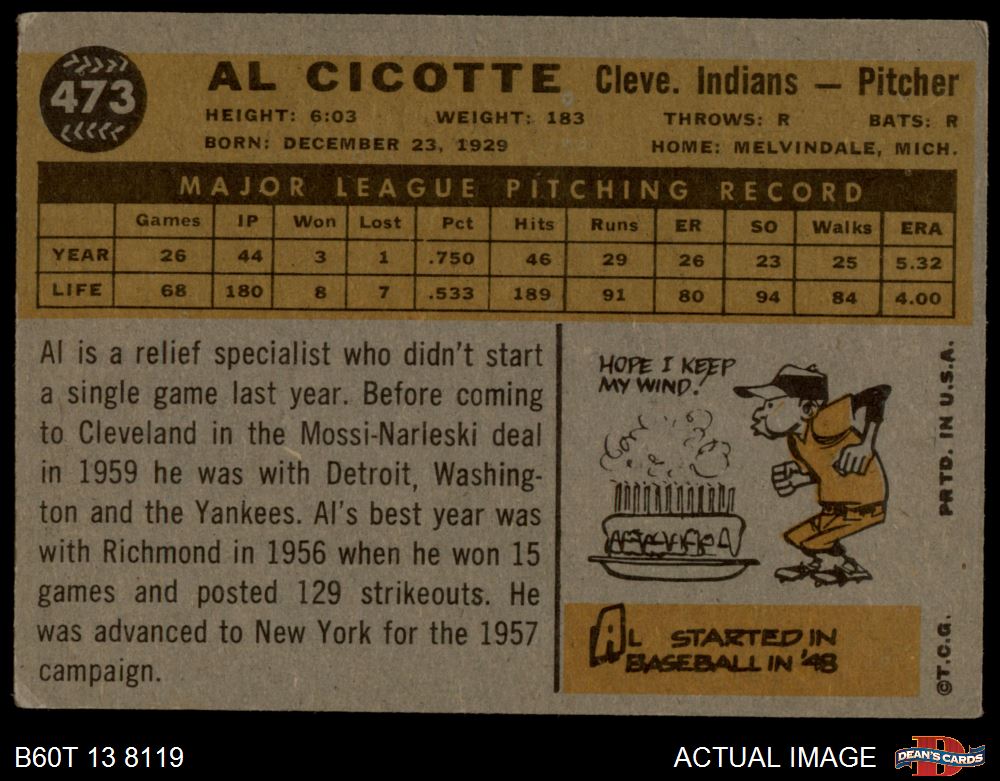 473
AL CICOTTE Cleve. Indians — Pitcher
HEIGHT: 6:03 WEIGHT: 183 THROWS: R BATS: R
BORN: DECEMBER 23, 1929 HOME: MELVINDALE, MICH.
MAJOR LEAGUE PITCHING RECORD
Games IP Won Lost Pct Hits Runs ER SO Walks ERA
YEAR 26 44 3 1 .750 46 29 26 23 25 5.32
LIFE 68 180 8 7 .533 189 91 80 94 84 4.00
Al is a relief specialist who didn't start
a single game last year. Before coming
to Cleveland in the Mossi-Narleski deal
in 1959 he was with Detroit, Washing-
ton and the Yankees. Al's best year was
with Richmond in 1956 when he won 15
games and posted 129 strikeouts. He
was advanced to New York for the 1957
campaign.
HOPE I KEEP
MY WIND!
AL STARTED IN
BASEBALL IN '48
PRTD. IN U.S.A.
©T.C.G.
B60T 13 8119
ACTUAL IMAGE
D
DEAN'S CARDS